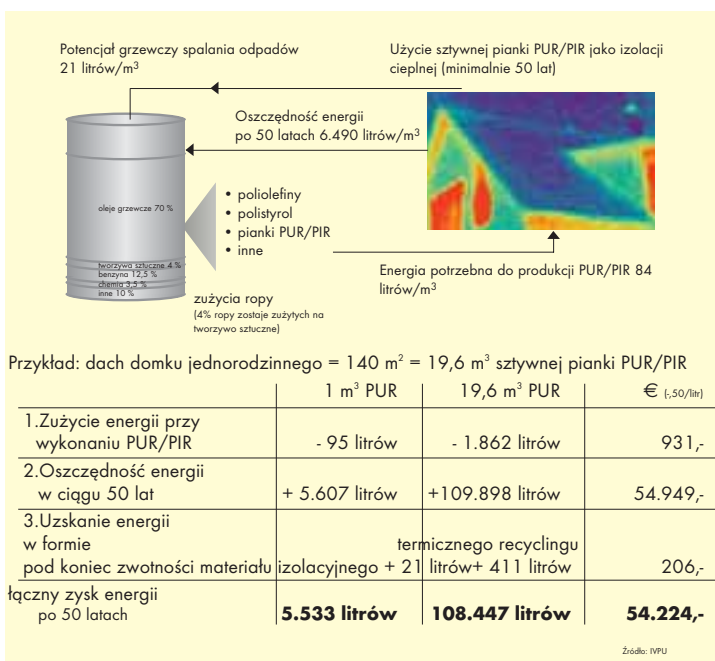 Potencjał grzewczy spalania odpadów
21 litrów/m³
Użycie sztywnej pianki PUR/PIR jako izolacji
cieplnej (minimalnie 50 lat)
Oszczędność energii
po 50 latach 6.490 litrów/m³
oleje grzewcze 70 %
tworzywa sztuczne 4 %
benzyna 12,5 %
chemia 3,5 %
inne 10 %
• poliolefiny
• polistyrol
• pianki PUR/PIR
• inne
zużycia ropy
(4% ropy zostaje zużytych na
tworzywo sztuczne)
Energia potrzebna do produkcji PUR/PIR 84
litrów/m³
Przykład: dach domku jednorodzinnego = 140 m² = 19,6 m³ sztywnej pianki PUR/PIR
1 m³ PUR 19,6 m³ PUR € (-,50/litr)
1.Zużycie energii przy
wykonaniu PUR/PIR - 95 litrów - 1.862 litrów 931,-
2.Oszczędność energii
w ciągu 50 lat + 5.607 litrów +109.898 litrów 54.949,-
3.Uzskanie energii
w formie termicznego recyclingu
pod koniec zwotności materiału izolacyjnego + 21 litrów+ 411 litrów 206,-
łączny zysk energii
po 50 latach 5.533 litrów 108.447 litrów 54.224,-
Źródło: IVPU